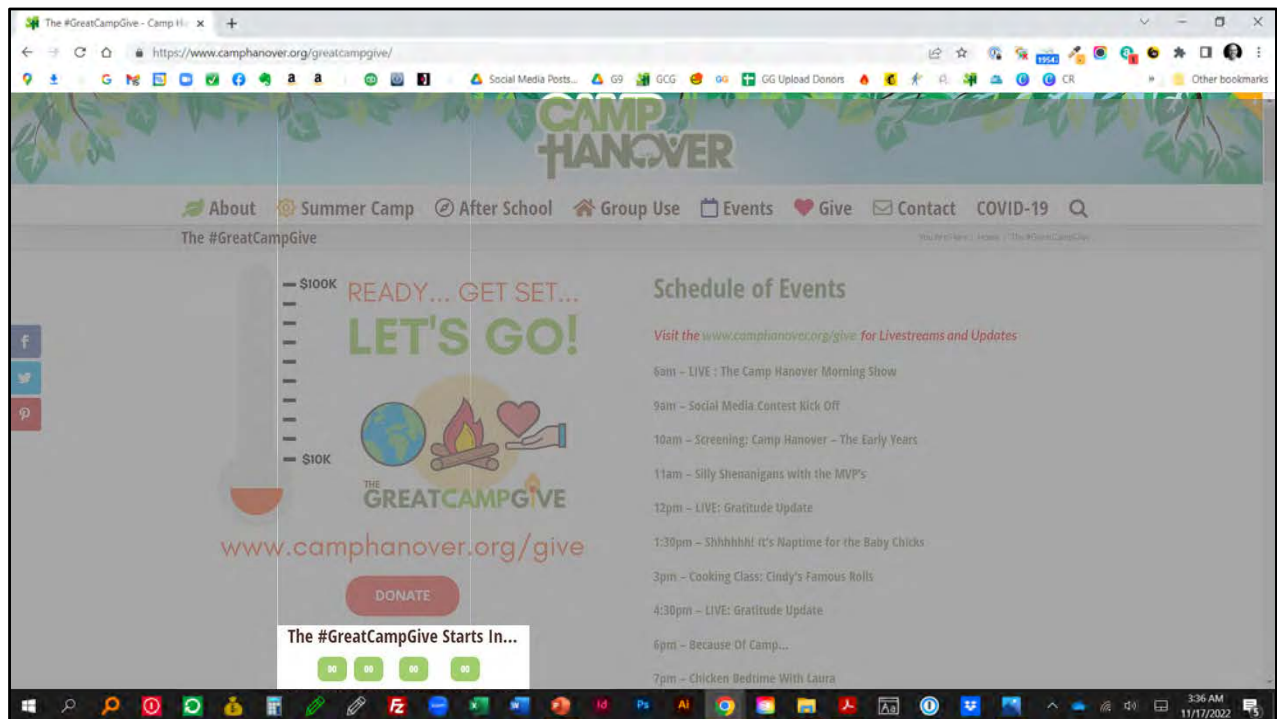 The #GreatCampGive - Camp H
https://www.camphanover.org/greatcampgive/
Social Media Posts...
G9
GCG
GG
GG Upload Donors
CR
Other bookmarks
19547
CAMP
HANOVER
About
Summer Camp
After School
Group Use
Events
Give
Contact
COVID-19
The #GreatCampGive
You are Here: Home / The #GreatCampGive
$100K
$10K
READY... GET SET...
LET'S GO!
THE
GREATCAMPGIVE
www.camphanover.org/give
DONATE
The #GreatCampGive Starts In...
00 00 00 00
Schedule of Events
Visit the www.camphanover.org/give for Livestreams and Updates
6am – LIVE : The Camp Hanover Morning Show
9am – Social Media Contest Kick Off
10am – Screening: Camp Hanover – The Early Years
11am – Silly Shenanigans with the MVP's
12pm – LIVE: Gratitude Update
1:30pm – Shhhhhh! It's Naptime for the Baby Chicks
3pm – Cooking Class: Cindy's Famous Rolls
4:30pm – LIVE: Gratitude Update
6pm – Because Of Camp...
7pm – Chicken Bedtime With Laura
3:36 AM
11/17/2022